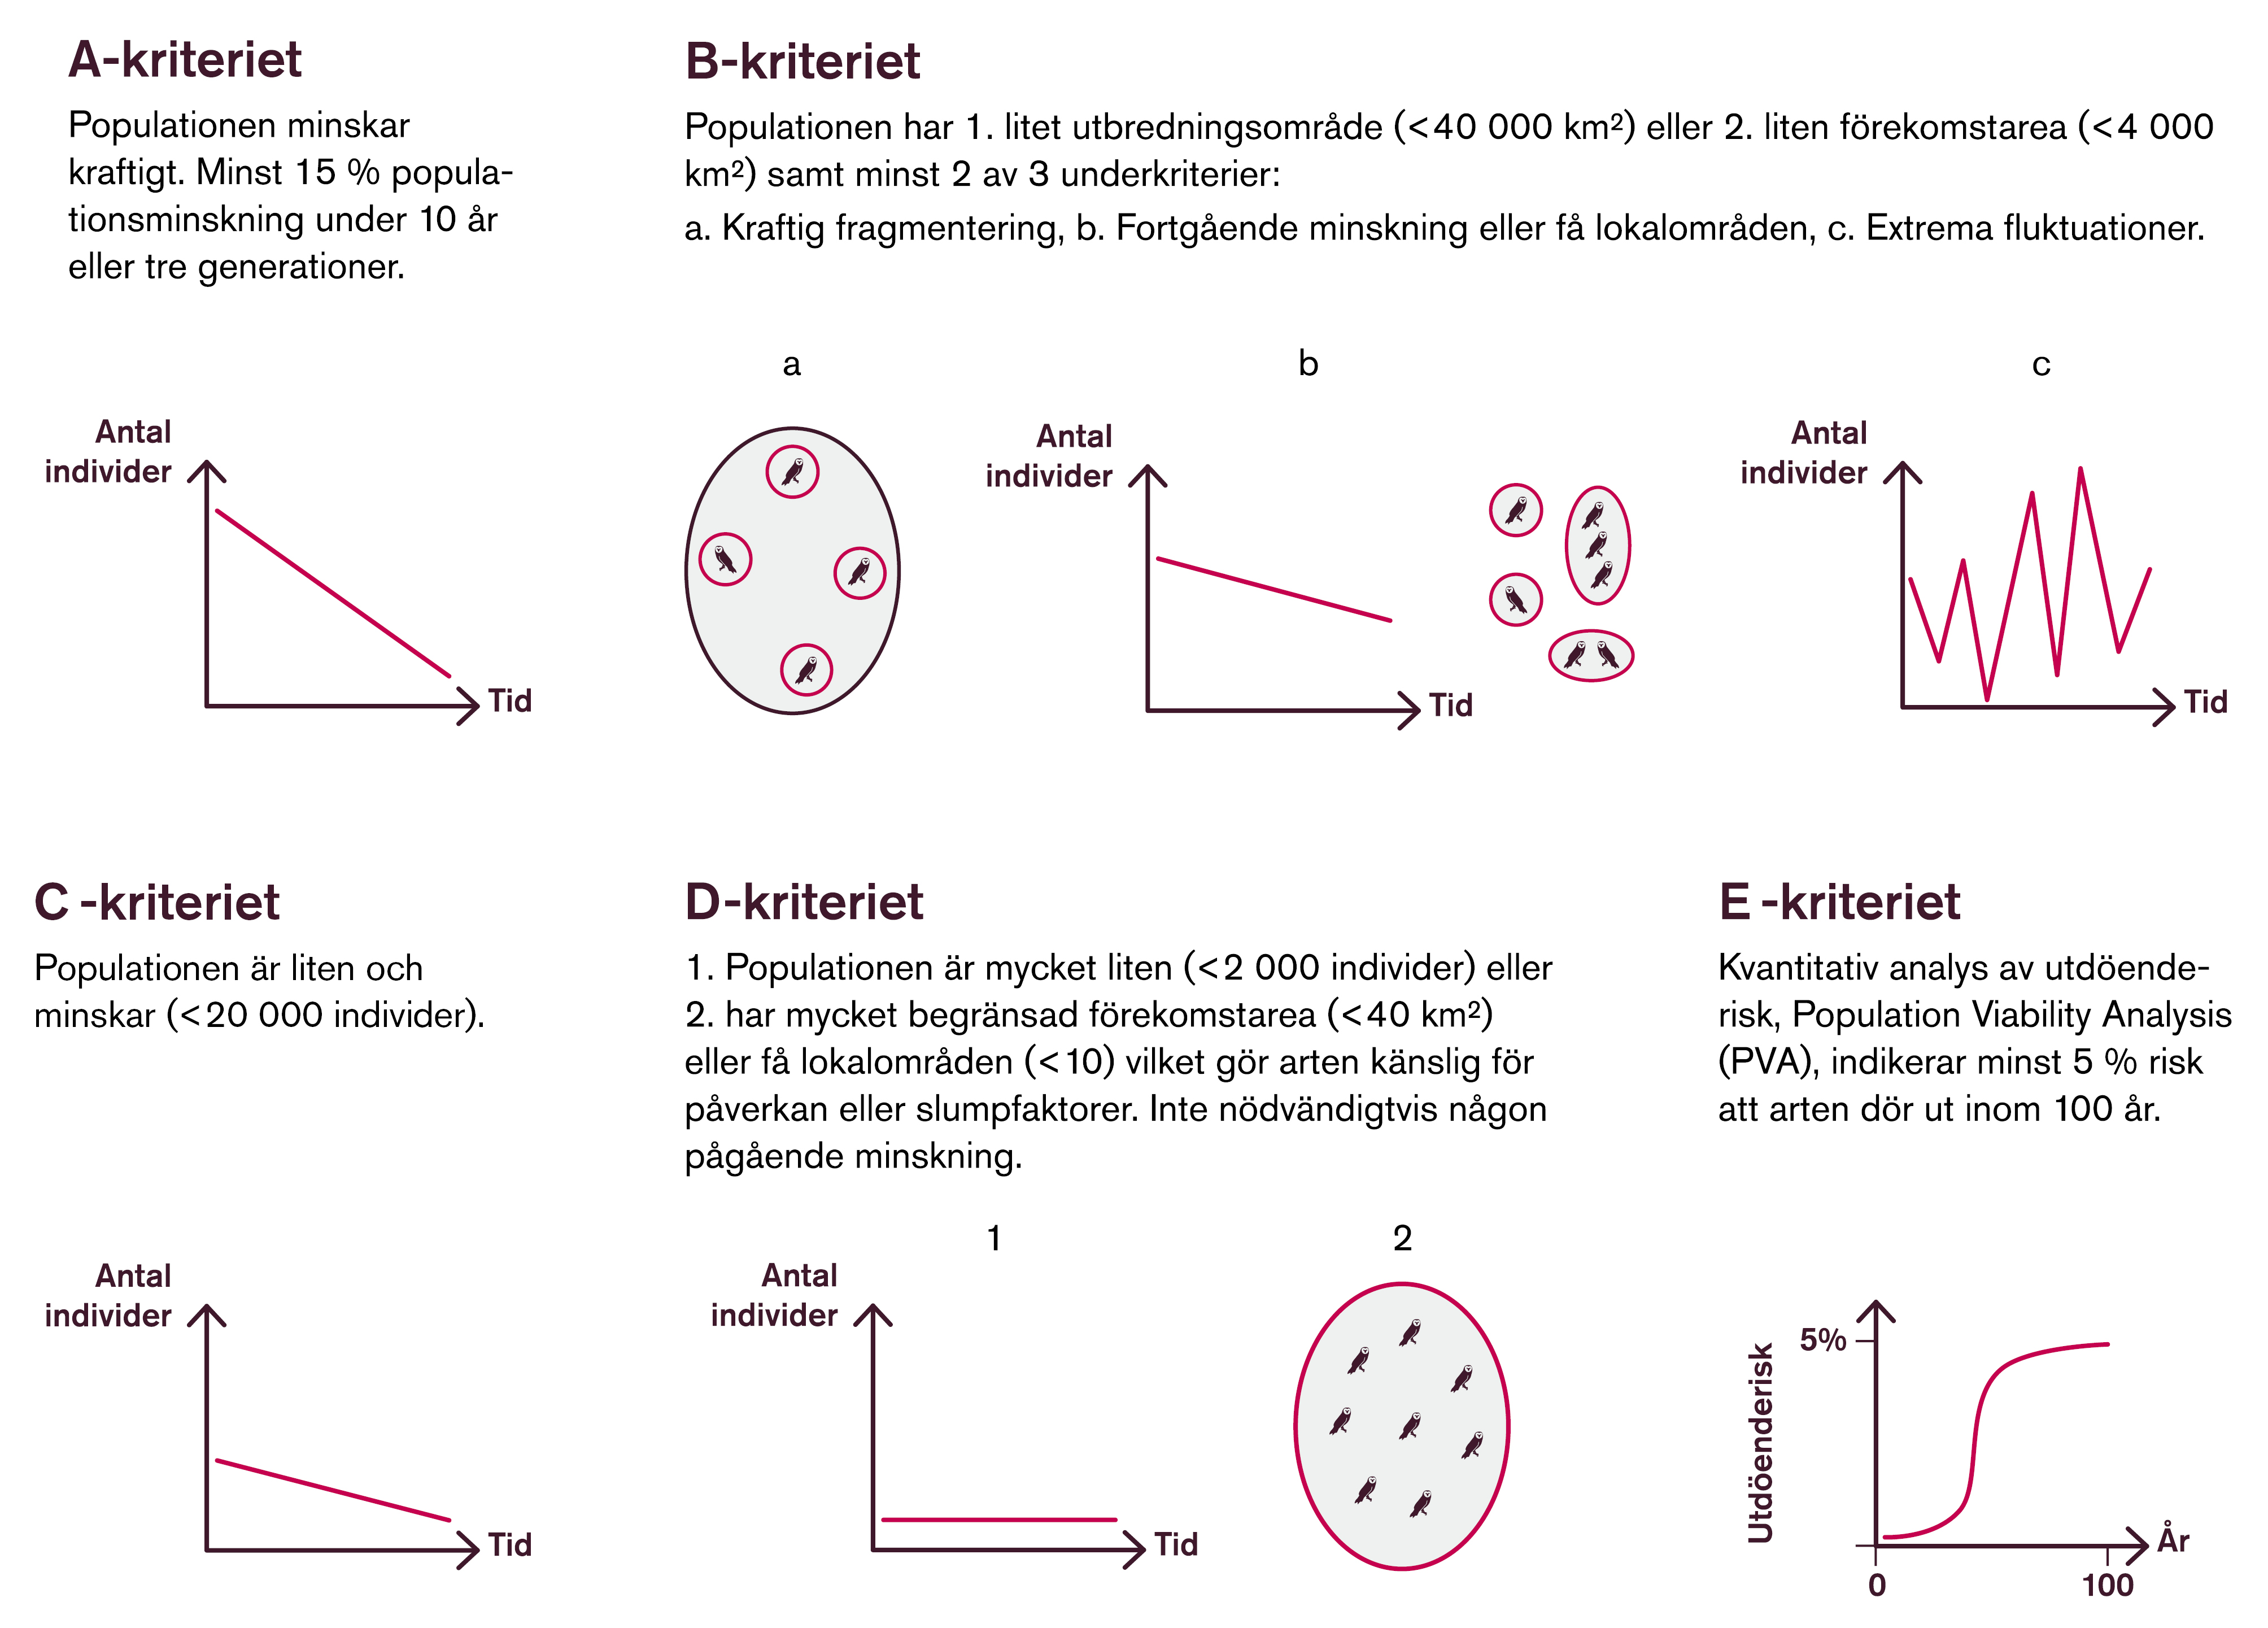 A-kriteriet
Populationen minskar
kraftigt. Minst 15 % popula-
tionsminskning under 10 år
eller tre generationer.
Antal
individer
Tid
B-kriteriet
Populationen har 1. litet utbredningsområde (<40 000 km²) eller 2. liten förekomstarea (<4 000
km²) samt minst 2 av 3 underkriterier:
a. Kraftig fragmentering, b. Fortgående minskning eller få lokalområden, c. Extrema fluktuationer.
a
b
Antal
individer
Tid
c
Antal
individer
Tid
C -kriteriet
Populationen är liten och
minskar (<20 000 individer).
Antal
individer
Tid
D-kriteriet
1. Populationen är mycket liten (<2 000 individer) eller
2. har mycket begränsad förekomstarea (<40 km²)
eller få lokalområden (<10) vilket gör arten känslig för
påverkan eller slumpfaktorer. Inte nödvändigtvis någon
pågående minskning.
1
Antal
individer
Tid
2
E -kriteriet
Kvantitativ analys av utdöende-
risk, Population Viability Analysis
(PVA), indikerar minst 5 % risk
att arten dör ut inom 100 år.
Utdöenderisk
5%
År
0
100